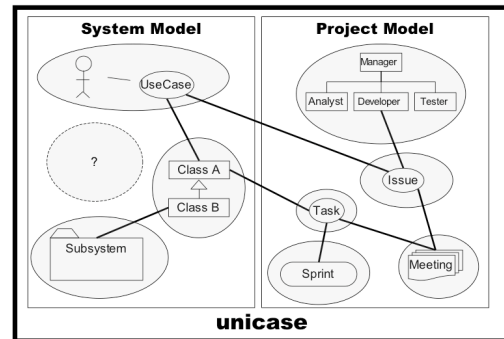 System Model
Project Model
UseCase
?
Class A
Class B
Subsystem
Manager
Analyst
Developer
Tester
Issue
Task
Sprint
Meeting
unicase